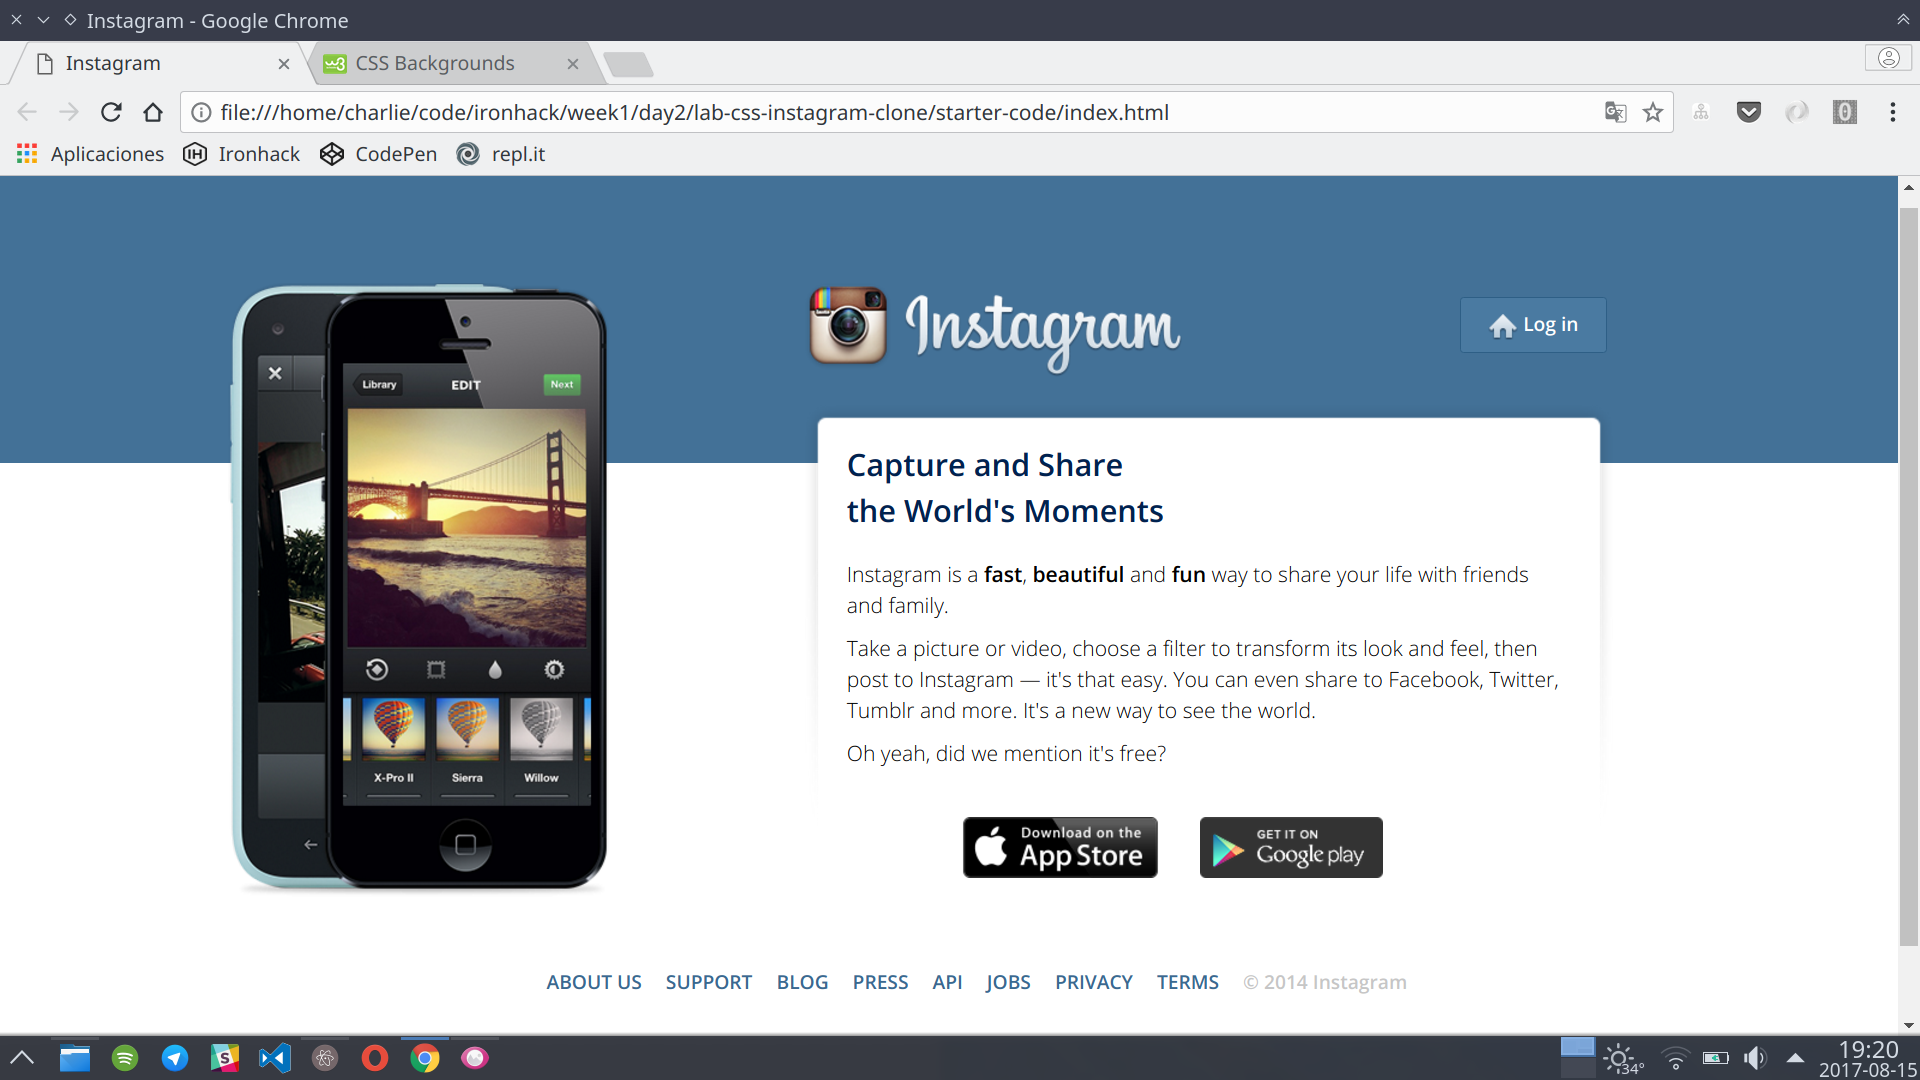 Instagram - Google Chrome
Instagram
CSS Backgrounds
file:///home/charlie/code/ironhack/week1/day2/lab-css-instagram-clone/starter-code/index.html
Aplicaciones
Ironhack
CodePen
repl.it
Instagram
Log in
Library
EDIT
Next
X-Pro II
Sierra
Willow
Capture and Share
the World's Moments
Instagram is a fast, beautiful and fun way to share your life with friends
and family.
Take a picture or video, choose a filter to transform its look and feel, then
post to Instagram — it's that easy. You can even share to Facebook, Twitter,
Tumblr and more. It's a new way to see the world.
Oh yeah, did we mention it's free?
Download on the
App Store
GET IT ON
Google play
ABOUT US SUPPORT BLOG PRESS API JOBS PRIVACY TERMS © 2014 Instagram
34°
19:20
2017-08-15